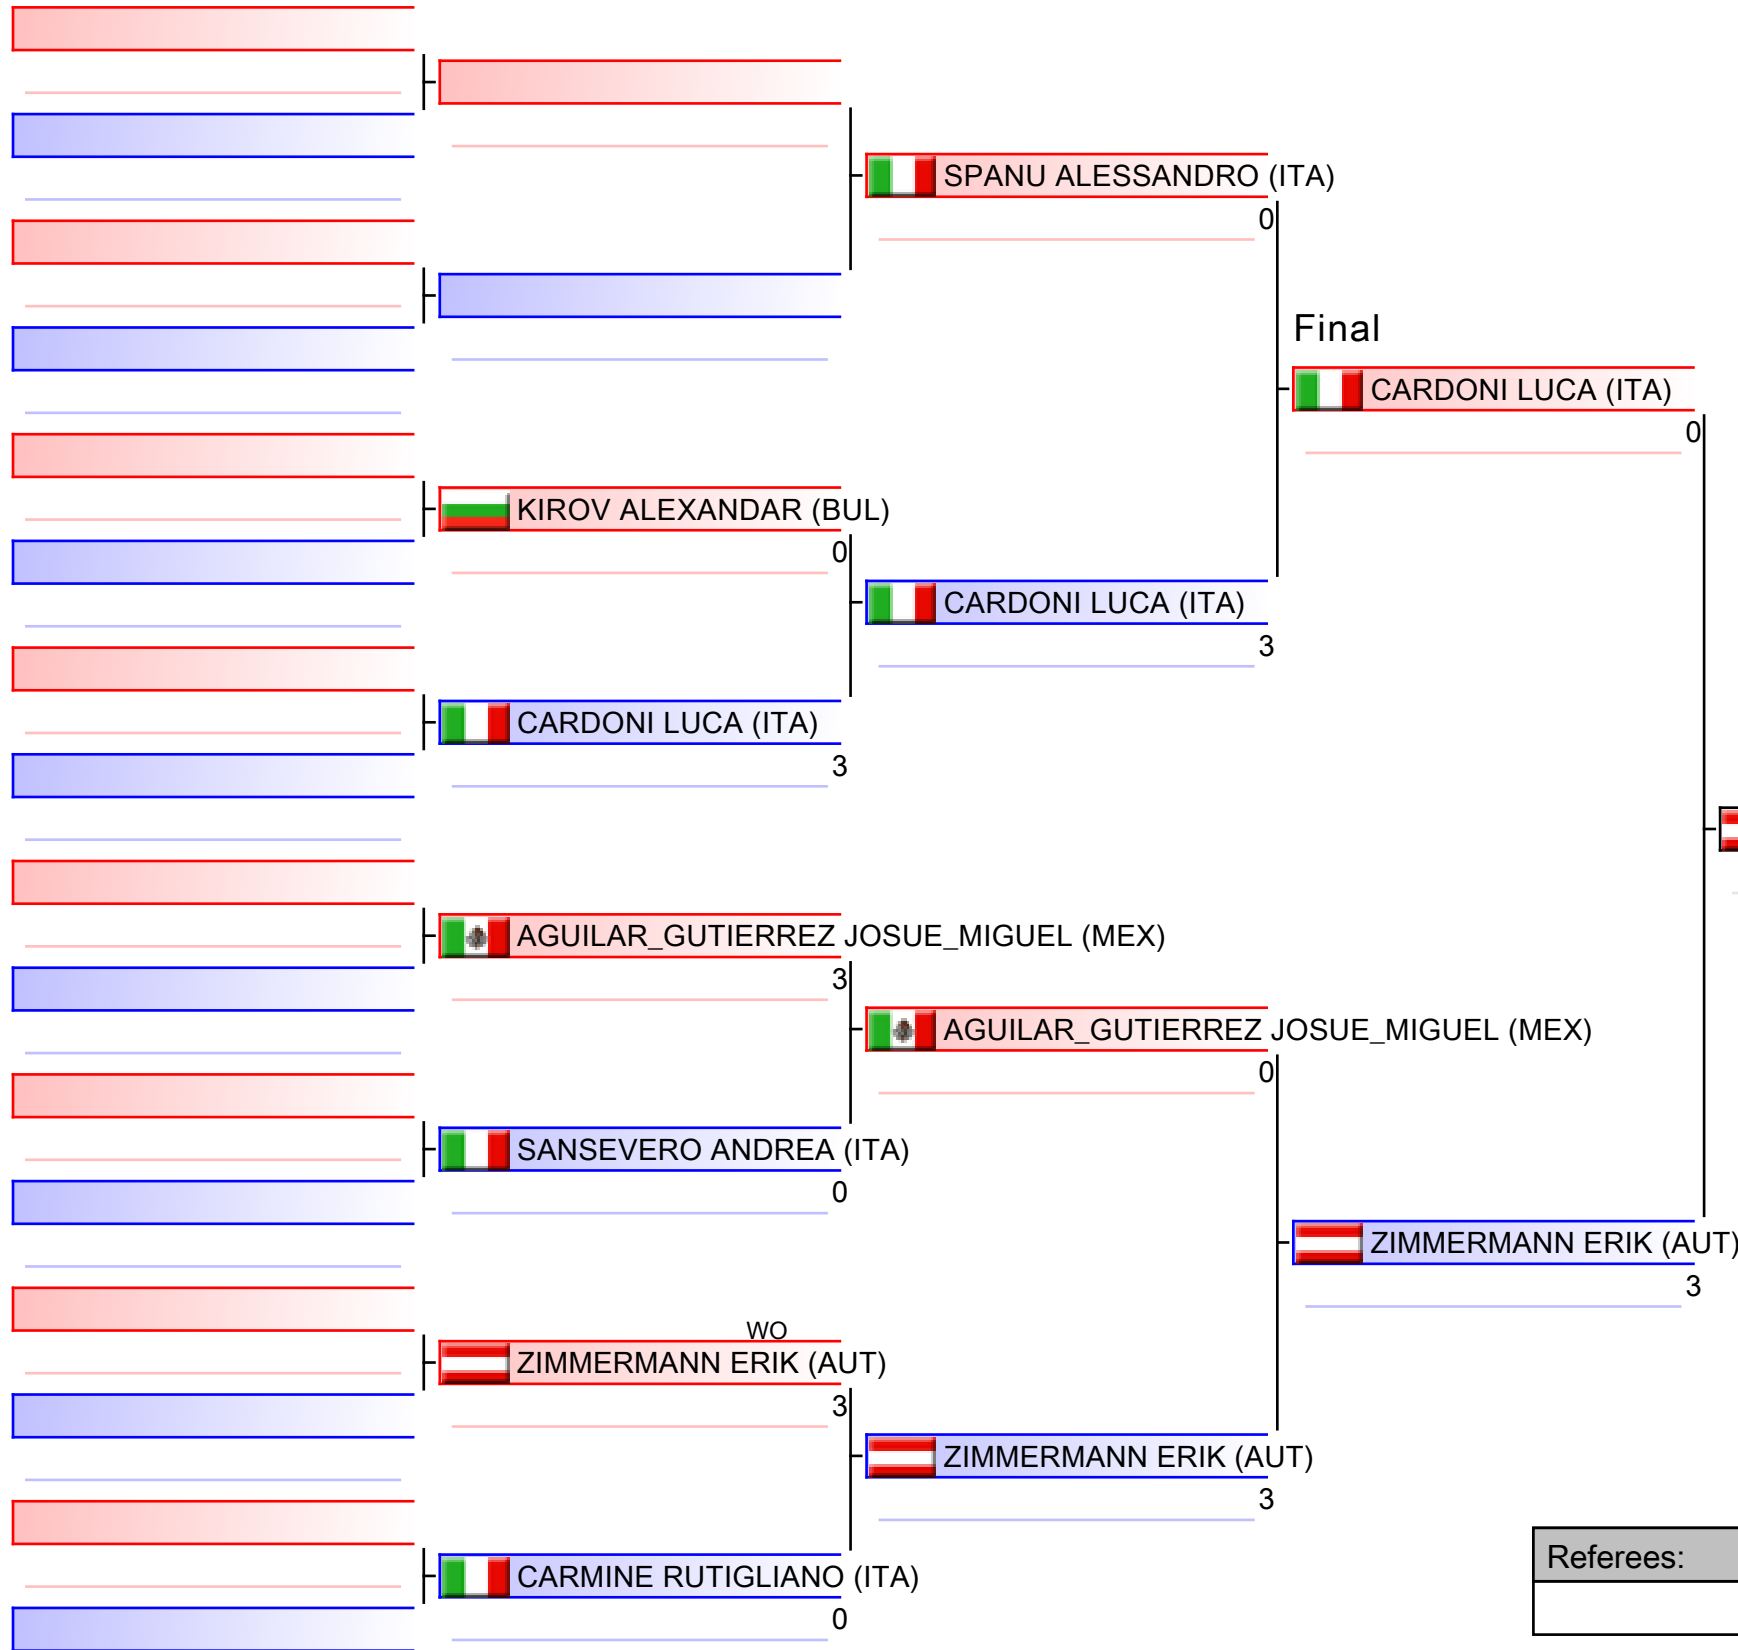 SPANU ALESSANDRO (ITA)
0
Final
CARDONI LUCA (ITA)
0
KIROV ALEXANDAR (BUL)
0
CARDONI LUCA (ITA)
3
CARDONI LUCA (ITA)
3
AGUILAR_GUTIERREZ JOSUE_MIGUEL (MEX)
3
AGUILAR_GUTIERREZ JOSUE_MIGUEL (MEX)
0
SANSEVERO ANDREA (ITA)
0
ZIMMERMANN ERIK (AUT)
3
WO
ZIMMERMANN ERIK (AUT)
3
ZIMMERMANN ERIK (AUT)
3
CARMINE RUTIGLIANO (ITA)
0
Referees: